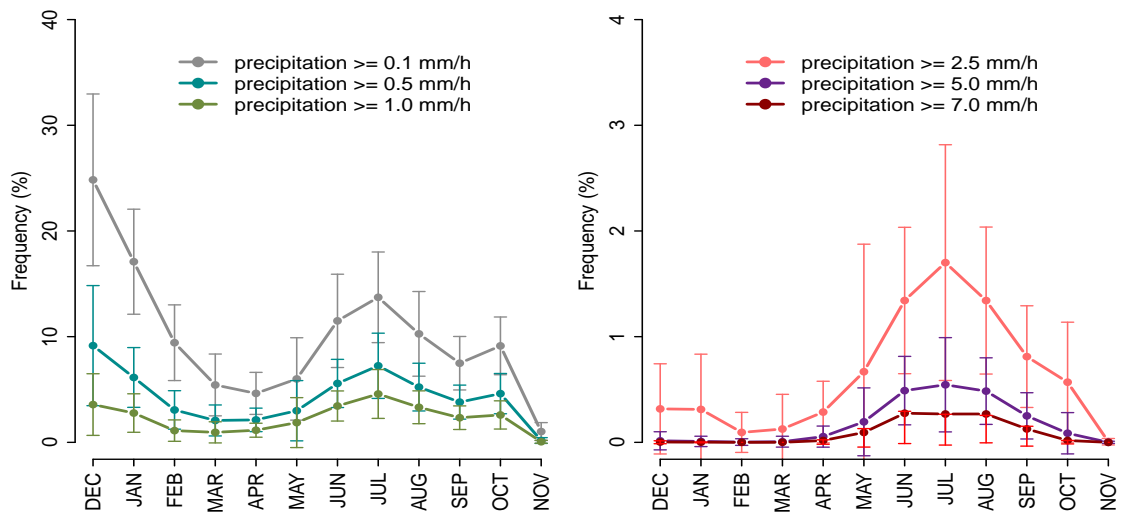 40
30
20
10
0
Frequency (%)
precipitation >= 0.1 mm/h
precipitation >= 0.5 mm/h
precipitation >= 1.0 mm/h
DEC
JAN
FEB
MAR
APR
MAY
JUN
JUL
AUG
SEP
OCT
NOV
4
3
2
1
0
Frequency (%)
precipitation >= 2.5 mm/h
precipitation >= 5.0 mm/h
precipitation >= 7.0 mm/h
DEC
JAN
FEB
MAR
APR
MAY
JUN
JUL
AUG
SEP
OCT
NOV